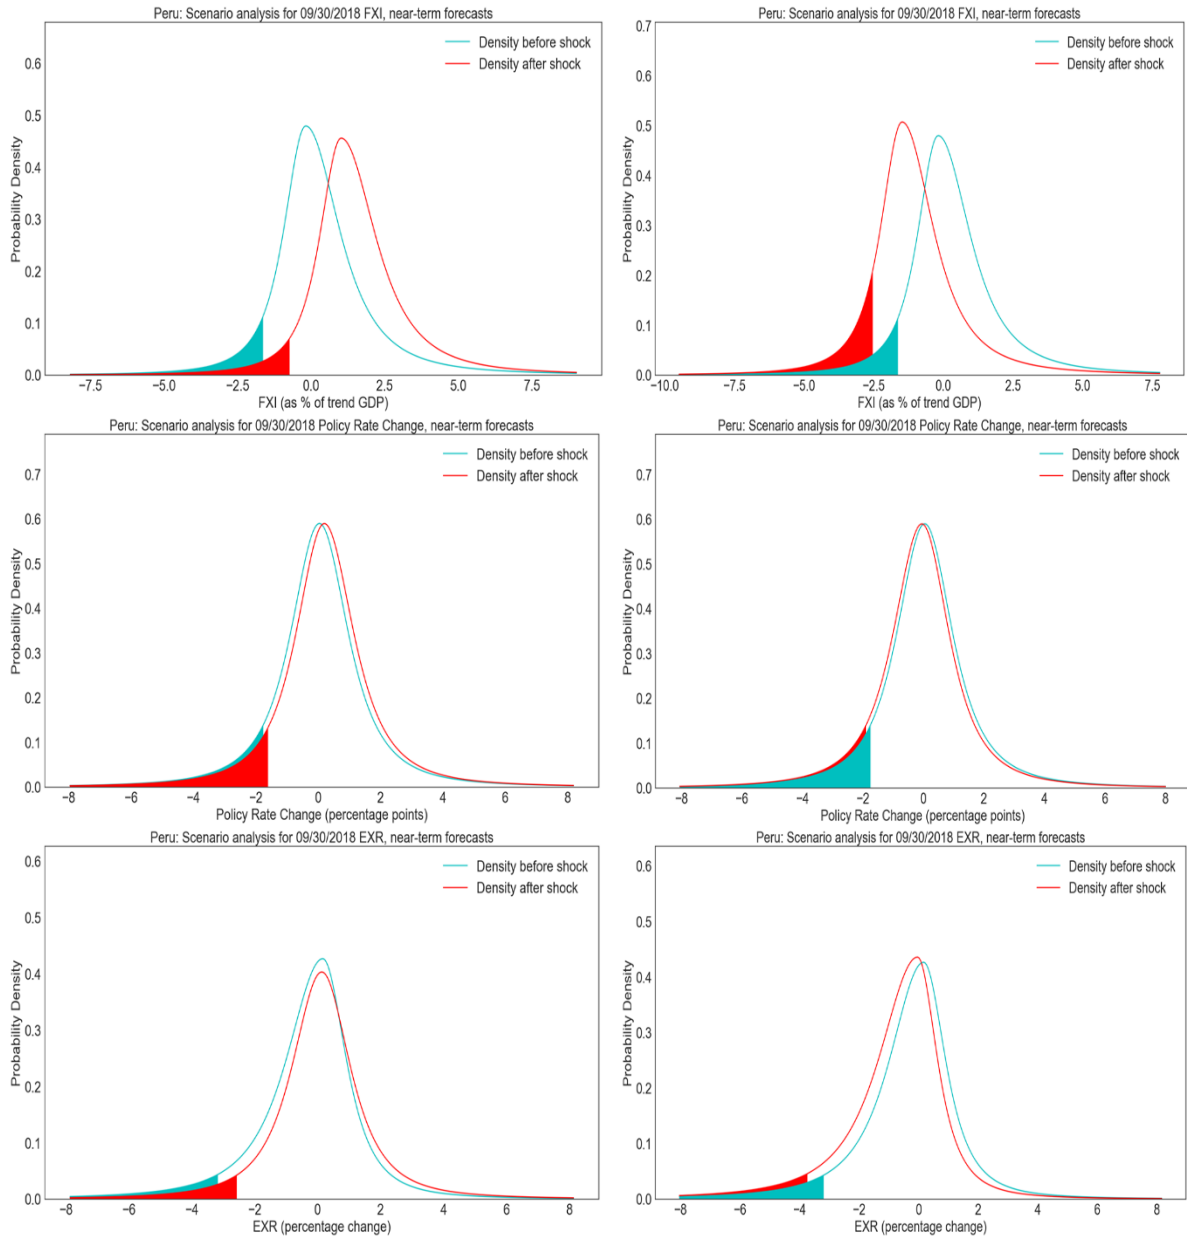 Peru: Scenario analysis for 09/30/2018 FXI, near-term forecasts
Density before shock
Density after shock
0.6
0.5
0.4
0.3
0.2
0.1
0.0
Probability Density
−7.5 −5.0 −2.5 0.0 2.5 5.0 7.5
FXI (as % of trend GDP)
Peru: Scenario analysis for 09/30/2018 FXI, near-term forecasts
Density before shock
Density after shock
0.7
0.6
0.5
0.4
0.3
0.2
0.1
0.0
Probability Density
−10.0 −7.5 −5.0 −2.5 0.0 2.5 5.0 7.5
FXI (as % of trend GDP)
Peru: Scenario analysis for 09/30/2018 Policy Rate Change, near-term forecasts
Density before shock
Density after shock
0.7
0.6
0.5
0.4
0.3
0.2
0.1
0.0
Probability Density
−8 −6 −4 −2 0 2 4 6 8
Policy Rate Change (percentage points)
Peru: Scenario analysis for 09/30/2018 Policy Rate Change, near-term forecasts
Density before shock
Density after shock
0.7
0.6
0.5
0.4
0.3
0.2
0.1
0.0
Probability Density
−8 −6 −4 −2 0 2 4 6 8
Policy Rate Change (percentage points)
Peru: Scenario analysis for 09/30/2018 EXR, near-term forecasts
Density before shock
Density after shock
0.6
0.5
0.4
0.3
0.2
0.1
0.0
Probability Density
−8 −6 −4 −2 0 2 4 6 8
EXR (percentage change)
Peru: Scenario analysis for 09/30/2018 EXR, near-term forecasts
Density before shock
Density after shock
0.6
0.5
0.4
0.3
0.2
0.1
0.0
Probability Density
−8 −6 −4 −2 0 2 4 6 8
EXR (percentage change)